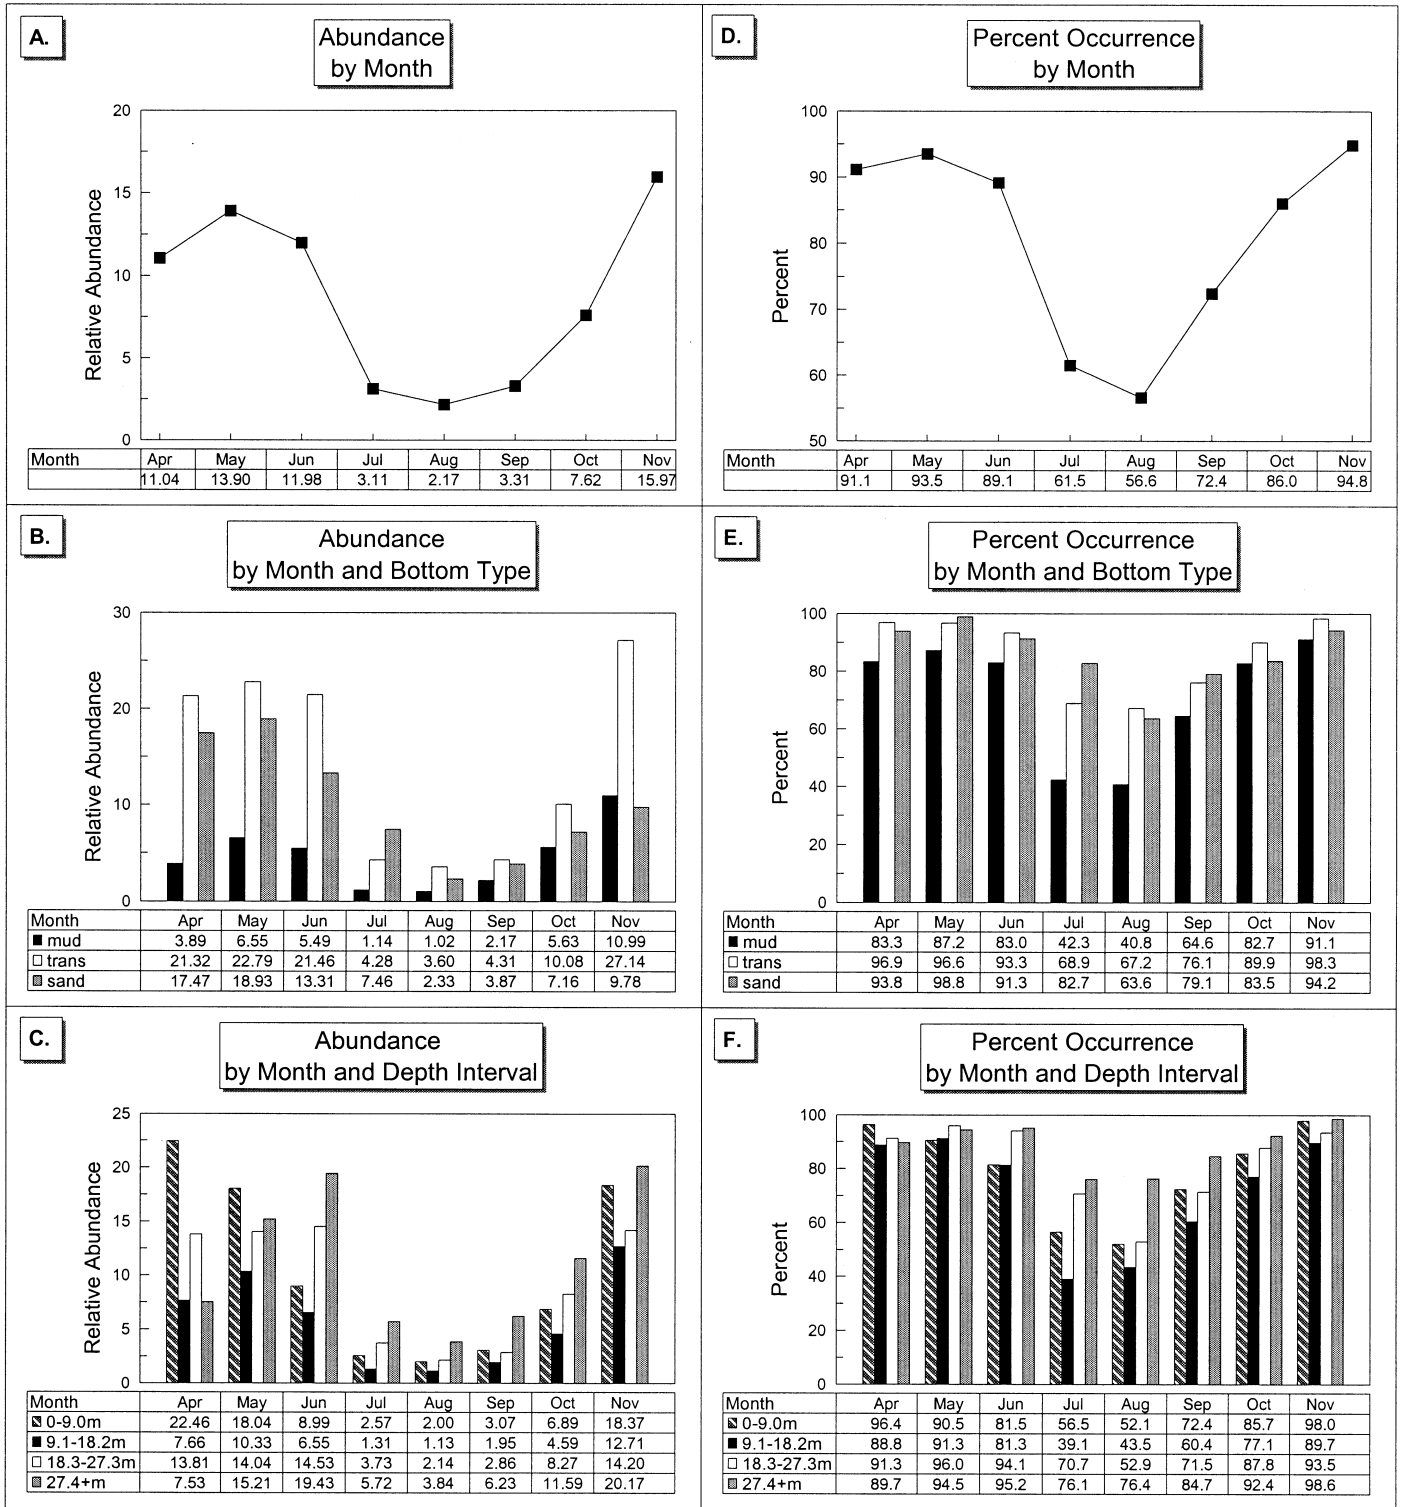 A.
Abundance
by Month
Relative Abundance
20
15
10
5
0
Month Apr May Jun Jul Aug Sep Oct Nov
11.04 13.90 11.98 3.11 2.17 3.31 7.62 15.97
D.
Percent Occurrence
by Month
Percent
100
90
80
70
60
50
Month Apr May Jun Jul Aug Sep Oct Nov
91.1 93.5 89.1 61.5 56.6 72.4 86.0 94.8
B.
Abundance
by Month and Bottom Type
Relative Abundance
30
20
10
0
Month Apr May Jun Jul Aug Sep Oct Nov
mud 3.89 6.55 5.49 1.14 1.02 2.17 5.63 10.99
trans 21.32 22.79 21.46 4.28 3.60 4.31 10.08 27.14
sand 17.47 18.93 13.31 7.46 2.33 3.87 7.16 9.78
E.
Percent Occurrence
by Month and Bottom Type
Percent
100
80
60
40
20
0
Month Apr May Jun Jul Aug Sep Oct Nov
mud 83.3 87.2 83.0 42.3 40.8 64.6 82.7 91.1
trans 96.9 96.6 93.3 68.9 67.2 76.1 89.9 98.3
sand 93.8 98.8 91.3 82.7 63.6 79.1 83.5 94.2
C.
Abundance
by Month and Depth Interval
Relative Abundance
25
20
15
10
5
0
Month Apr May Jun Jul Aug Sep Oct Nov
0-9.0m 22.46 18.04 8.99 2.57 2.00 3.07 6.89 18.37
9.1-18.2m 7.66 10.33 6.55 1.31 1.13 1.95 4.59 12.71
18.3-27.3m 13.81 14.04 14.53 3.73 2.14 2.86 8.27 14.20
27.4+m 7.53 15.21 19.43 5.72 3.84 6.23 11.59 20.17
F.
Percent Occurrence
by Month and Depth Interval
Percent
100
80
60
40
20
0
Month Apr May Jun Jul Aug Sep Oct Nov
0-9.0m 96.4 90.5 81.5 56.5 52.1 72.4 85.7 98.0
9.1-18.2m 88.8 91.3 81.3 39.1 43.5 60.4 77.1 89.7
18.3-27.3m 91.3 96.0 94.1 70.7 52.9 71.5 87.8 93.5
27.4+m 89.7 94.5 95.2 76.1 76.4 84.7 92.4 98.6